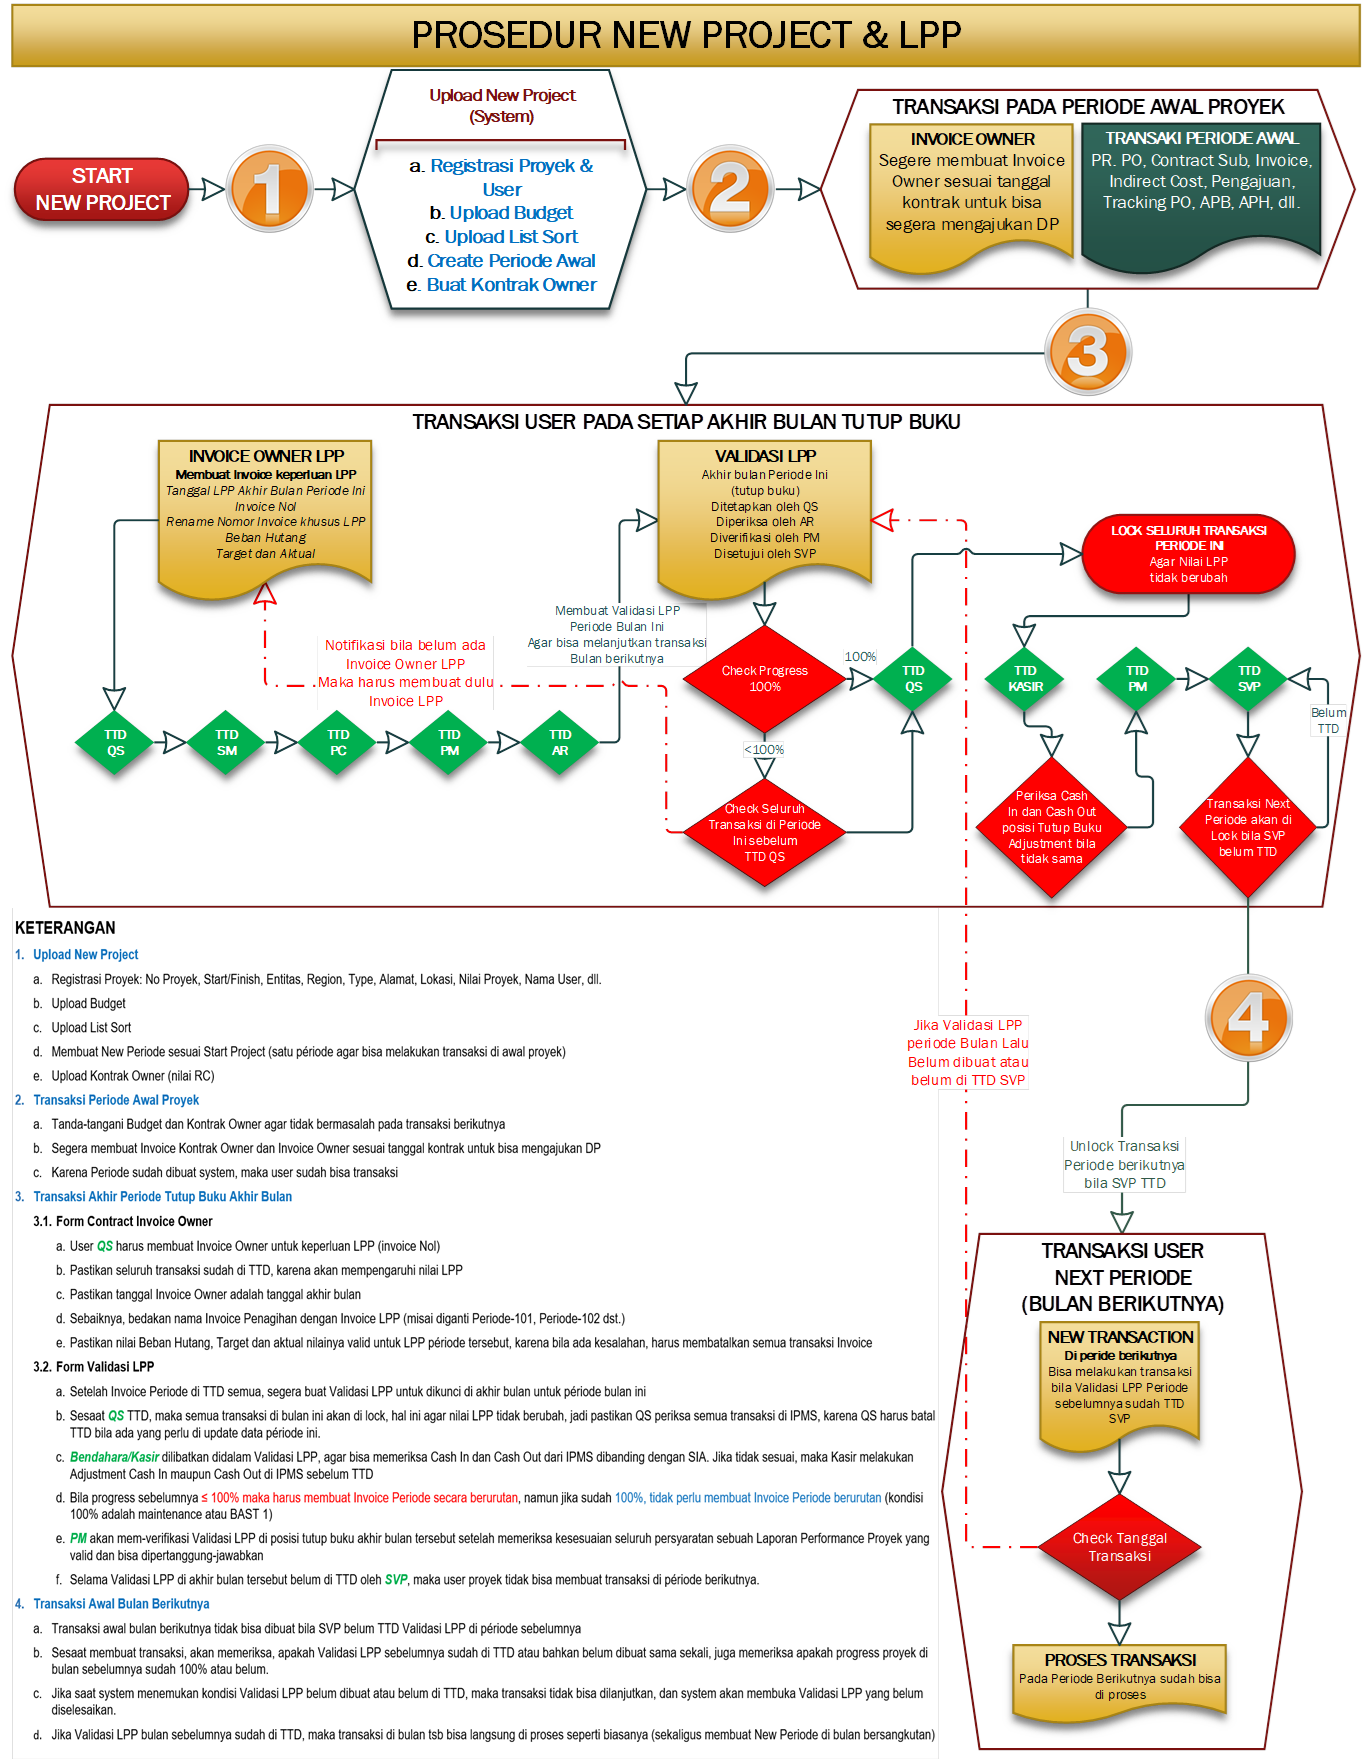 PROSEDUR NEW PROJECT & LPP
START
NEW PROJECT
1
Upload New Project
(System)
a. Registrasi Proyek &
User
b. Upload Budget
c. Upload List Sort
d. Create Periode Awal
e. Buat Kontrak Owner
2
TRANSAKSI PADA PERIODE AWAL PROYEK
INVOICE OWNER
Segere membuat Invoice
Owner sesuai tanggal
kontrak untuk bisa
segera mengajukan DP
TRANSAKI PERIODE AWAL
PR. PO, Contract Sub, Invoice,
Indirect Cost, Pengajuan,
Tracking PO, APB, APH, dll.
3
TRANSAKSI USER PADA SETIAP AKHIR BULAN TUTUP BUKU
INVOICE OWNER LPP
Membuat Invoice keperluan LPP
Tanggal LPP Akhir Bulan Periode Ini
Invoice Nol
Rename Nomor Invoice khusus LPP
Beban Hutang
Target dan Aktual
VALIDASI LPP
Akhir bulan Periode Ini
(tutup buku)
Ditetapkan oleh QS
Diperiksa oleh AR
Diverifikasi oleh PM
Disetujui oleh SVP
LOCK SELURUH TRANSAKSI
PERIODE INI
Agar Nilai LPP
tidak berubah
Membuat Validasi LPP
Periode Bulan Ini
Agar bisa melanjutkan transaksi
Bulan berikutnya
Notifikasi bila belum ada
Invoice Owner LPP
Maka harus membuat dulu
Invoice LPP
Check Progress
100%
100%
TTD
QS
TTD
KASIR
TTD
PM
TTD
SVP
Belum
TTD
TTD
QS
TTD
SM
TTD
PC
TTD
PM
TTD
AR
<100%
Check Seluruh
Transaksi di Periode
Ini sebelum
TTD QS
Periksa Cash
In dan Cash Out
posisi Tutup Buku
Adjustment bila
tidak sama
Transaksi Next
Periode akan di
Lock bila SVP
belum TTD
KETERANGAN
1. Upload New Project
a. Registrasi Proyek: No Proyek, Start/Finish, Entitas, Region, Type, Alamat, Lokasi, Nilai Proyek, Nama User, dll.
b. Upload Budget
c. Upload List Sort
d. Membuat New Periode sesuai Start Project (satu période agar bisa melakukan transaksi di awal proyek)
e. Upload Kontrak Owner (nilai RC)
2. Transaksi Periode Awal Proyek
a. Tanda-tangani Budget dan Kontrak Owner agar tidak bermasalah pada transaksi berikutnya
b. Segera membuat Invoice Kontrak Owner dan Invoice Owner sesuai tanggal kontrak untuk bisa mengajukan DP
c. Karena Periode sudah dibuat system, maka user sudah bisa transaksi
3. Transaksi Akhir Periode Tutup Buku Akhir Bulan
3.1. Form Contract Invoice Owner
a. User QS harus membuat Invoice Owner untuk keperluan LPP (invoice Nol)
b. Pastikan seluruh transaksi sudah di TTD, karena akan mempengaruhi nilai LPP
c. Pastikan tanggal Invoice Owner adalah tanggal akhir bulan
d. Sebaiknya, bedakan nama Invoice Penagihan dengan Invoice LPP (misai diganti Periode-101, Periode-102 dst.)
e. Pastikan nilai Beban Hutang, Target dan aktual nilainya valid untuk LPP période tersebut, karena bila ada kesalahan, harus membatalkan semua transaksi Invoice
3.2. Form Validasi LPP
a. Setelah Invoice Periode di TTD semua, segera buat Validasi LPP untuk dikunci di akhir bulan untuk période bulan ini
b. Sesaat QS TTD, maka semua transaksi di bulan ini akan di lock, hal ini agar nilai LPP tidak berubah, jadi pastikan QS periksa semua transaksi di IPMS, karena QS harus batal
TTD bila ada yang perlu di update data période ini.
c. Bendahara/Kasir dilibatkan didalam Validasi LPP, agar bisa memeriksa Cash In dan Cash Out dari IPMS dibanding dengan SIA. Jika tidak sesuai, maka Kasir melakukan
Adjustment Cash In maupun Cash Out di IPMS sebelum TTD
d. Bila progress sebelumnya ≤ 100% maka harus membuat Invoice Periode secara berurutan, namun jika sudah 100%, tidak perlu membuat Invoice Periode berurutan (kondisi
100% adalah maintenance atau BAST 1)
e. PM akan mem-verifikasi Validasi LPP di posisi tutup buku akhir bulan tersebut setelah memeriksa kesesuaian seluruh persyaratan sebuah Laporan Performance Proyek yang
valid dan bisa dipertanggung-jawabkan
f. Selama Validasi LPP di akhir bulan tersebut belum di TTD oleh SVP, maka user proyek tidak bisa membuat transaksi di période berikutnya.
4. Transaksi Awal Bulan Berikutnya
a. Transaksi awal bulan berikutnya tidak bisa dibuat bila SVP belum TTD Validasi LPP di période sebelumnya
b. Sesaat membuat transaksi, akan memeriksa, apakah Validasi LPP sebelumnya sudah di TTD atau bahkan belum dibuat sama sekali, juga memeriksa apakah progress proyek di
bulan sebelumnya sudah 100% atau belum.
c. Jika saat system menemukan kondisi Validasi LPP belum dibuat atau belum di TTD, maka transaksi tidak bisa dilanjutkan, dan system akan membuka Validasi LPP yang belum
diselesaikan.
d. Jika Validasi LPP bulan sebelumnya sudah di TTD, maka transaksi di bulan tsb bisa langsung di proses seperti biasanya (sekaligus membuat New Periode di bulan bersangkutan)
Jika Validasi LPP
periode Bulan Lalu
Belum dibuat atau
belum di TTD SVP
4
Unlock Transaksi
Periode berikutnya
bila SVP TTD
TRANSAKSI USER
NEXT PERIODE
(BULAN BERIKUTNYA)
NEW TRANSACTION
Di peride berikutnya
Bisa melakukan transaksi
bila Validasi LPP Periode
sebelumnya sudah TTD
SVP
Check Tanggal
Transaksi
PROSES TRANSAKSI
Pada Periode Berikutnya sudah bisa
di proses